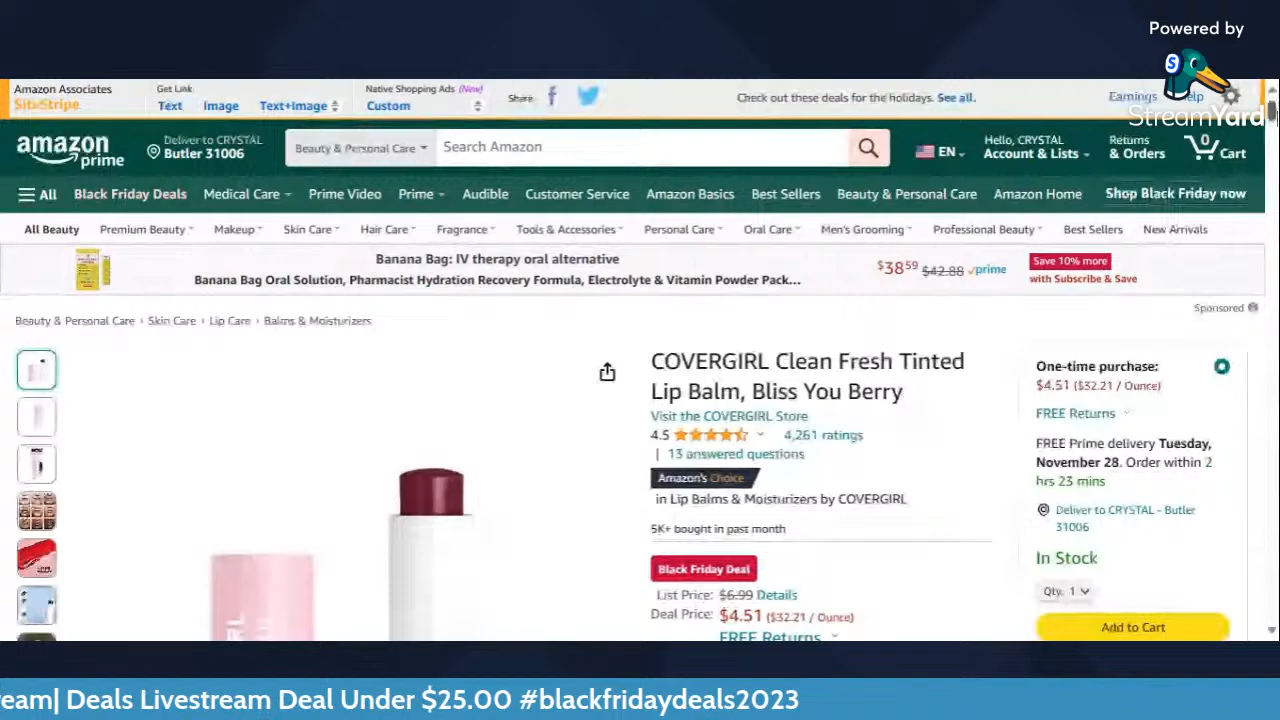 Powered by
StreamYard
Amazon Associates
SiteStripe
Get Link
Text Image Text+Image
Native Shopping Ads (New)
Custom
Share
Check out these deals for the holidays. See all.
Earnings Help
amazon prime
Deliver to CRYSTAL
Butler 31006
Beauty & Personal Care
Search Amazon
EN
Hello, CRYSTAL
Account & Lists
Returns
& Orders
0
Cart
All Black Friday Deals Medical Care Prime Video Prime Audible Customer Service Amazon Basics Best Sellers Beauty & Personal Care Amazon Home Shop Black Friday now
All Beauty Premium Beauty Makeup Skin Care Hair Care Fragrance Tools & Accessories Personal Care Oral Care Men's Grooming Professional Beauty Best Sellers New Arrivals
Banana Bag: IV therapy oral alternative
Banana Bag Oral Solution, Pharmacist Hydration Recovery Formula, Electrolyte & Vitamin Powder Pack...
$38 59 $42.88 prime
Save 10% more
with Subscribe & Save
Sponsored
Beauty & Personal Care › Skin Care › Lip Care › Balms & Moisturizers
COVERGIRL Clean Fresh Tinted
Lip Balm, Bliss You Berry
Visit the COVERGIRL Store
4.5 4,261 ratings
| 13 answered questions
Amazon's Choice
in Lip Balms & Moisturizers by COVERGIRL
5K+ bought in past month
Black Friday Deal
List Price: $6.99 Details
Deal Price: $4.51 ($32.21 / Ounce)
FREE Returns
One-time purchase:
$4.51 ($32.21 / Ounce)
FREE Returns
FREE Prime delivery Tuesday,
November 28. Order within 2
hrs 23 mins
Deliver to CRYSTAL - Butler
31006
In Stock
Qty: 1
Add to Cart
ream| Deals Livestream Deal Under $25.00 #blackfridaydeals2023